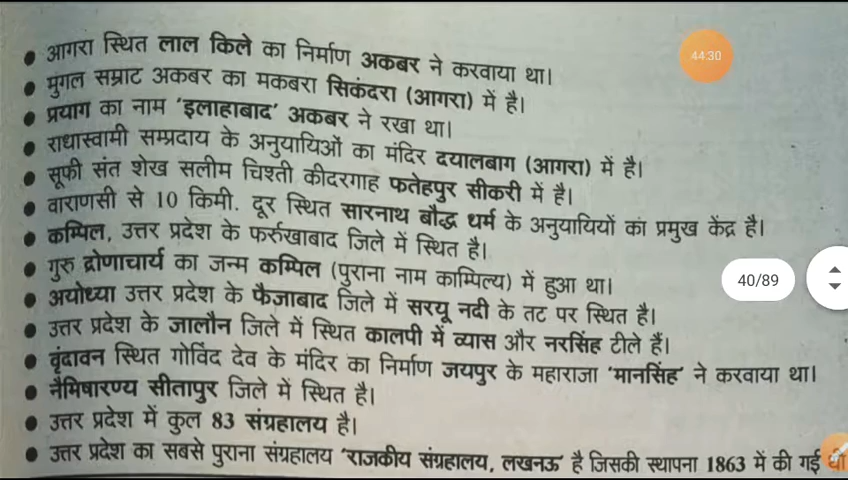 44:30
• आगरा स्थित लाल किले का निर्माण अकबर ने करवाया था।
• मुगल सम्राट अकबर का मकबरा सिकंदरा (आगरा) में है।
• प्रयाग का नाम 'इलाहाबाद' अकबर ने रखा था।
• राधास्वामी सम्प्रदाय के अनुयायिओं का मंदिर दयालबाग (आगरा) में है।
• सूफी संत शेख सलीम चिश्ती कीदरगाह फतेहपुर सीकरी में है।
• वाराणसी से 10 किमी. दूर स्थित सारनाथ बौद्ध धर्म के अनुयायियों का प्रमुख केंद्र है।
• कम्पिल, उत्तर प्रदेश के फर्रुखाबाद जिले में स्थित है।
• गुरु द्रोणाचार्य का जन्म कम्पिल (पुराना नाम काम्पिल्य) में हुआ था।
40/89
• अयोध्या उत्तर प्रदेश के फैजाबाद जिले में सरयू नदी के तट पर स्थित है।
• उत्तर प्रदेश के जालौन जिले में स्थित कालपी में व्यास और नरसिंह टीले हैं।
• वृंदावन स्थित गोविंद देव के मंदिर का निर्माण जयपुर के महाराजा 'मानसिंह' ने करवाया था।
• नैमिषारण्य सीतापुर जिले में स्थित है।
• उत्तर प्रदेश में कुल 83 संग्रहालय है।
• उत्तर प्रदेश का सबसे पुराना संग्रहालय 'राजकीय संग्रहालय, लखनऊ' है जिसकी स्थापना 1863 में की गई थी